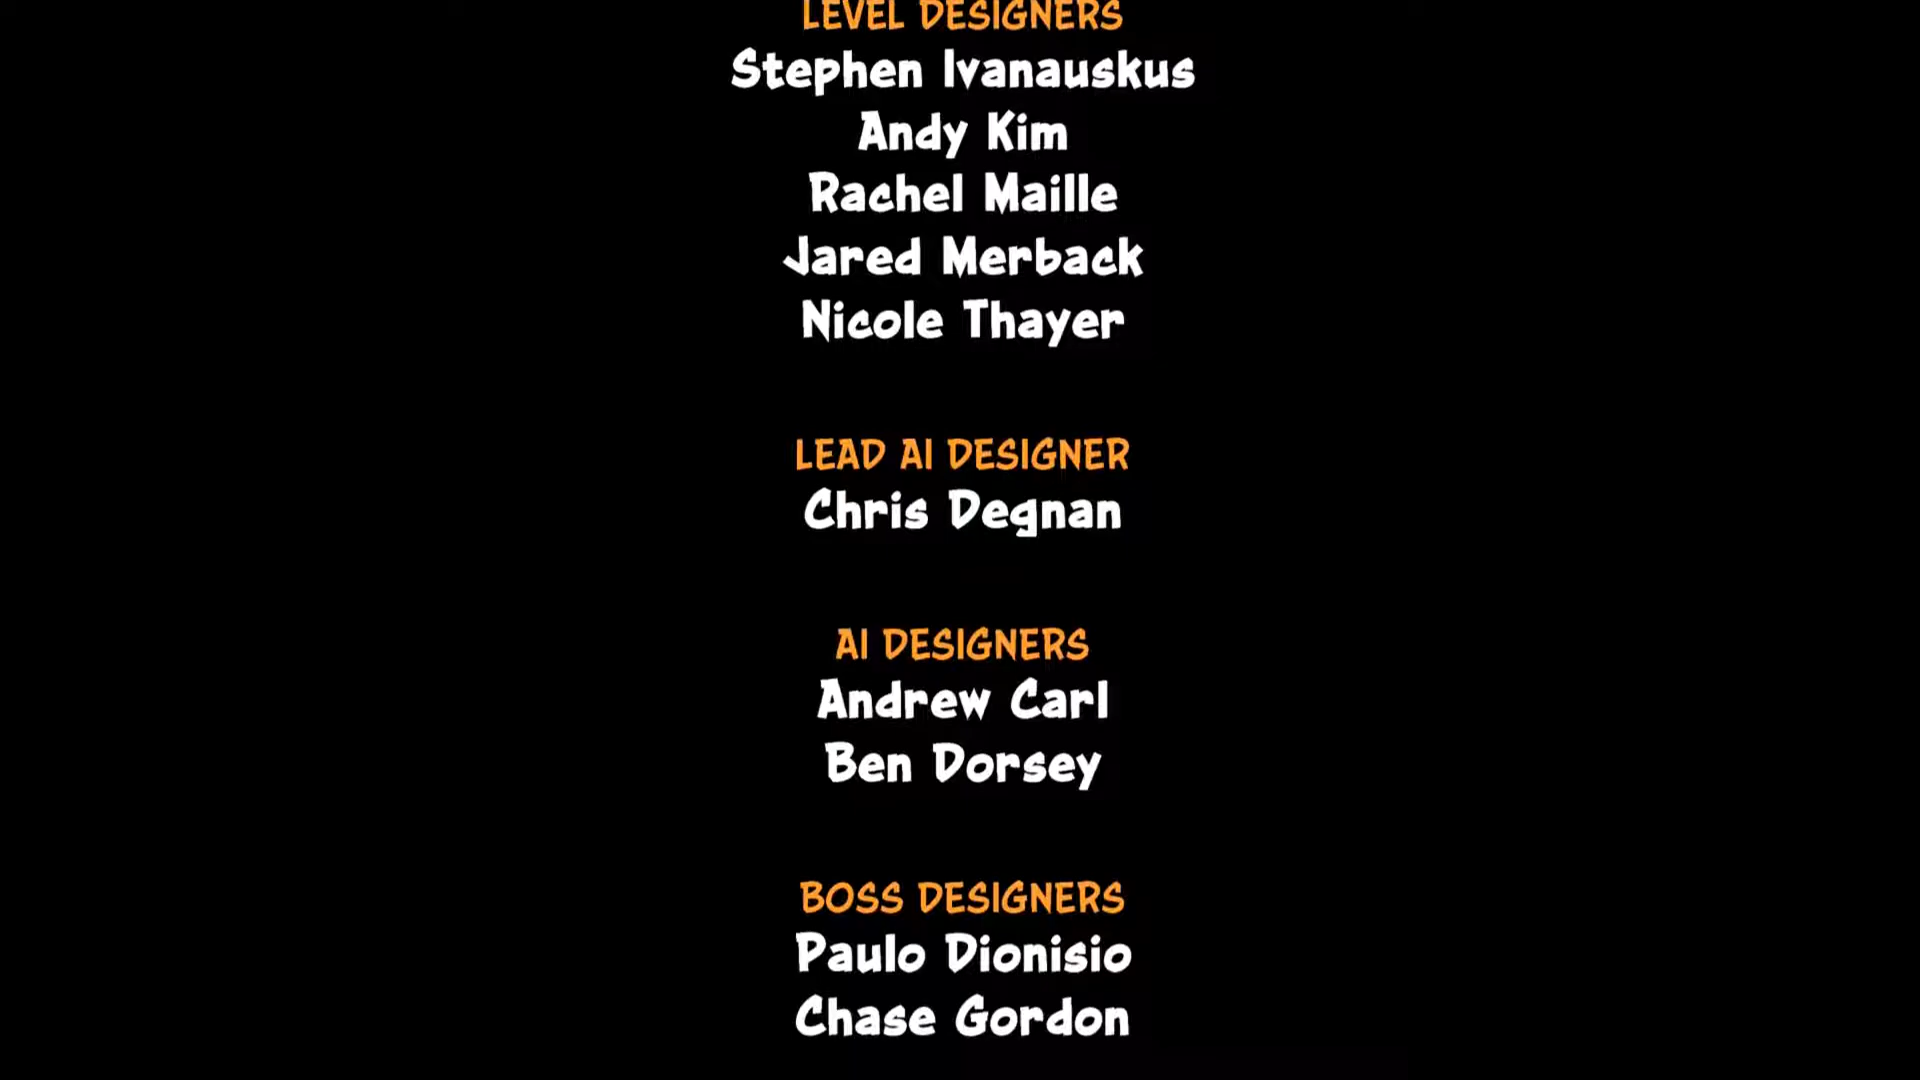 LEVEL DESIGNERS
Stephen Ivanauskus
Andy Kim
Rachel Maille
Jared Merback
Nicole Thayer
LEAD AI DESIGNER
Chris Degnan
AI DESIGNERS
Andrew Carl
Ben Dorsey
BOSS DESIGNERS
Paulo Dionisio
Chase Gordon